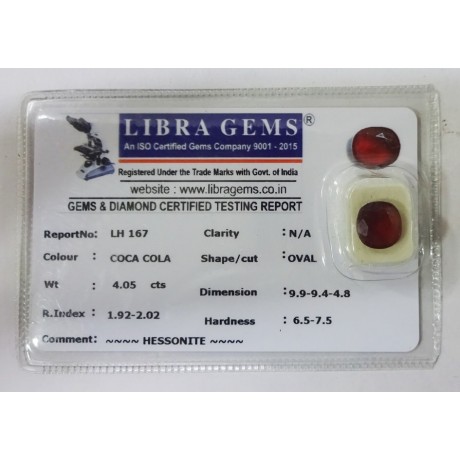 LIBRA GEMS®
An ISO Certified Gems Company 9001 - 2015
Registered Under the Trade Marks with Govt. of India
website : www.libragems.co.in
GEMS & DIAMOND CERTIFIED TESTING REPORT
ReportNo: LH 167 Clarity : N/A
Colour : COCA COLA Shape/cut :OVAL
Wt : 4.05 cts
Dimension : 9.9-9.4-4.8
R.Index : 1.92-2.02
Hardness : 6.5-7.5
Comment: ~~~~ HESSONITE ~~~~